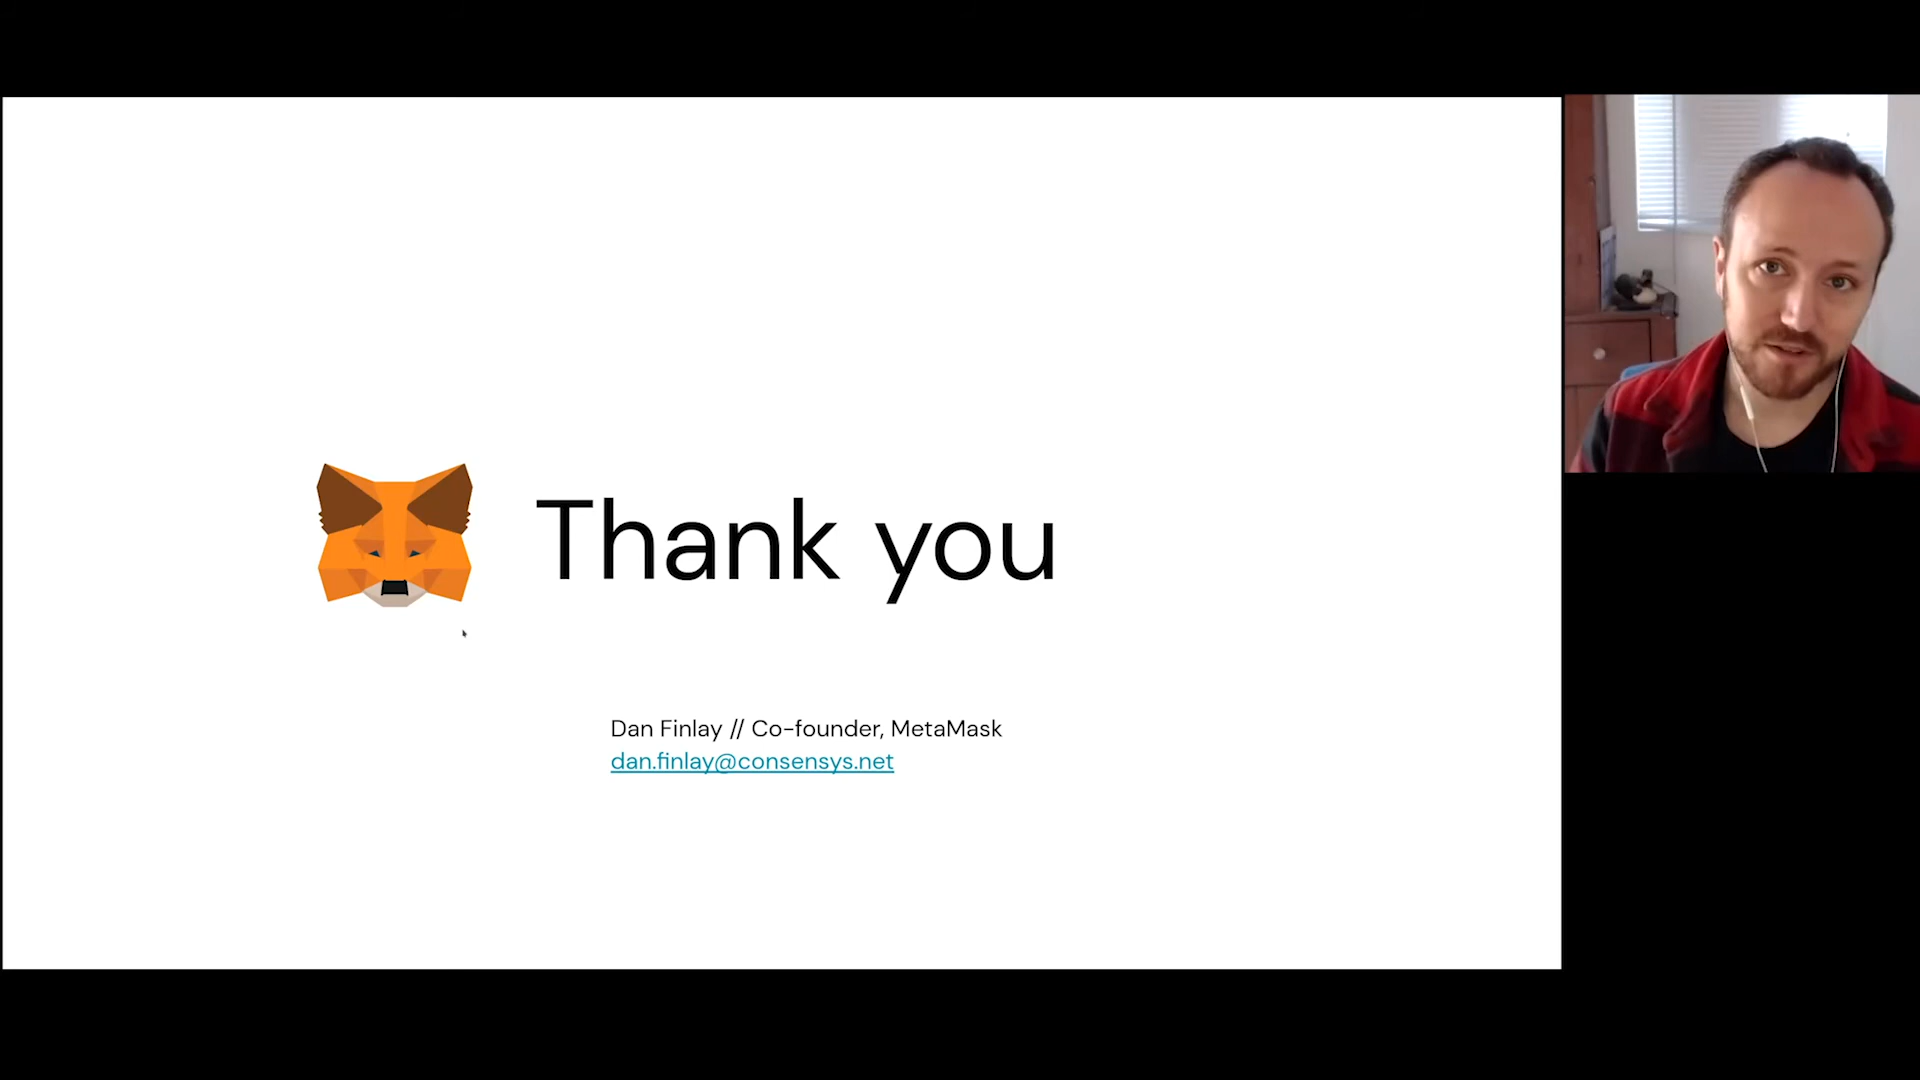 Thank you
Dan Finlay // Co-founder, MetaMask
dan.finlay@consensys.net